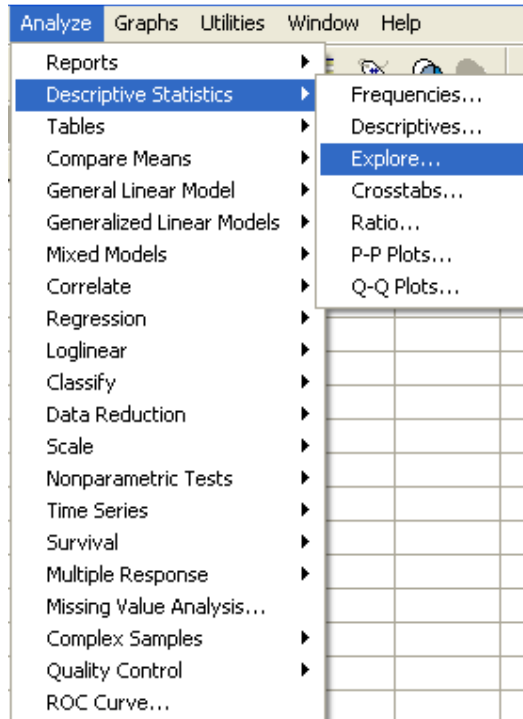 Analyze Graphs Utilities Window Help
Reports
Descriptive Statistics
Tables
Compare Means
General Linear Model
Generalized Linear Models
Mixed Models
Correlate
Regression
Loglinear
Classify
Data Reduction
Scale
Nonparametric Tests
Time Series
Survival
Multiple Response
Missing Value Analysis...
Complex Samples
Quality Control
ROC Curve...
Frequencies...
Descriptives...
Explore...
Crosstabs...
Ratio...
P-P Plots...
Q-Q Plots...